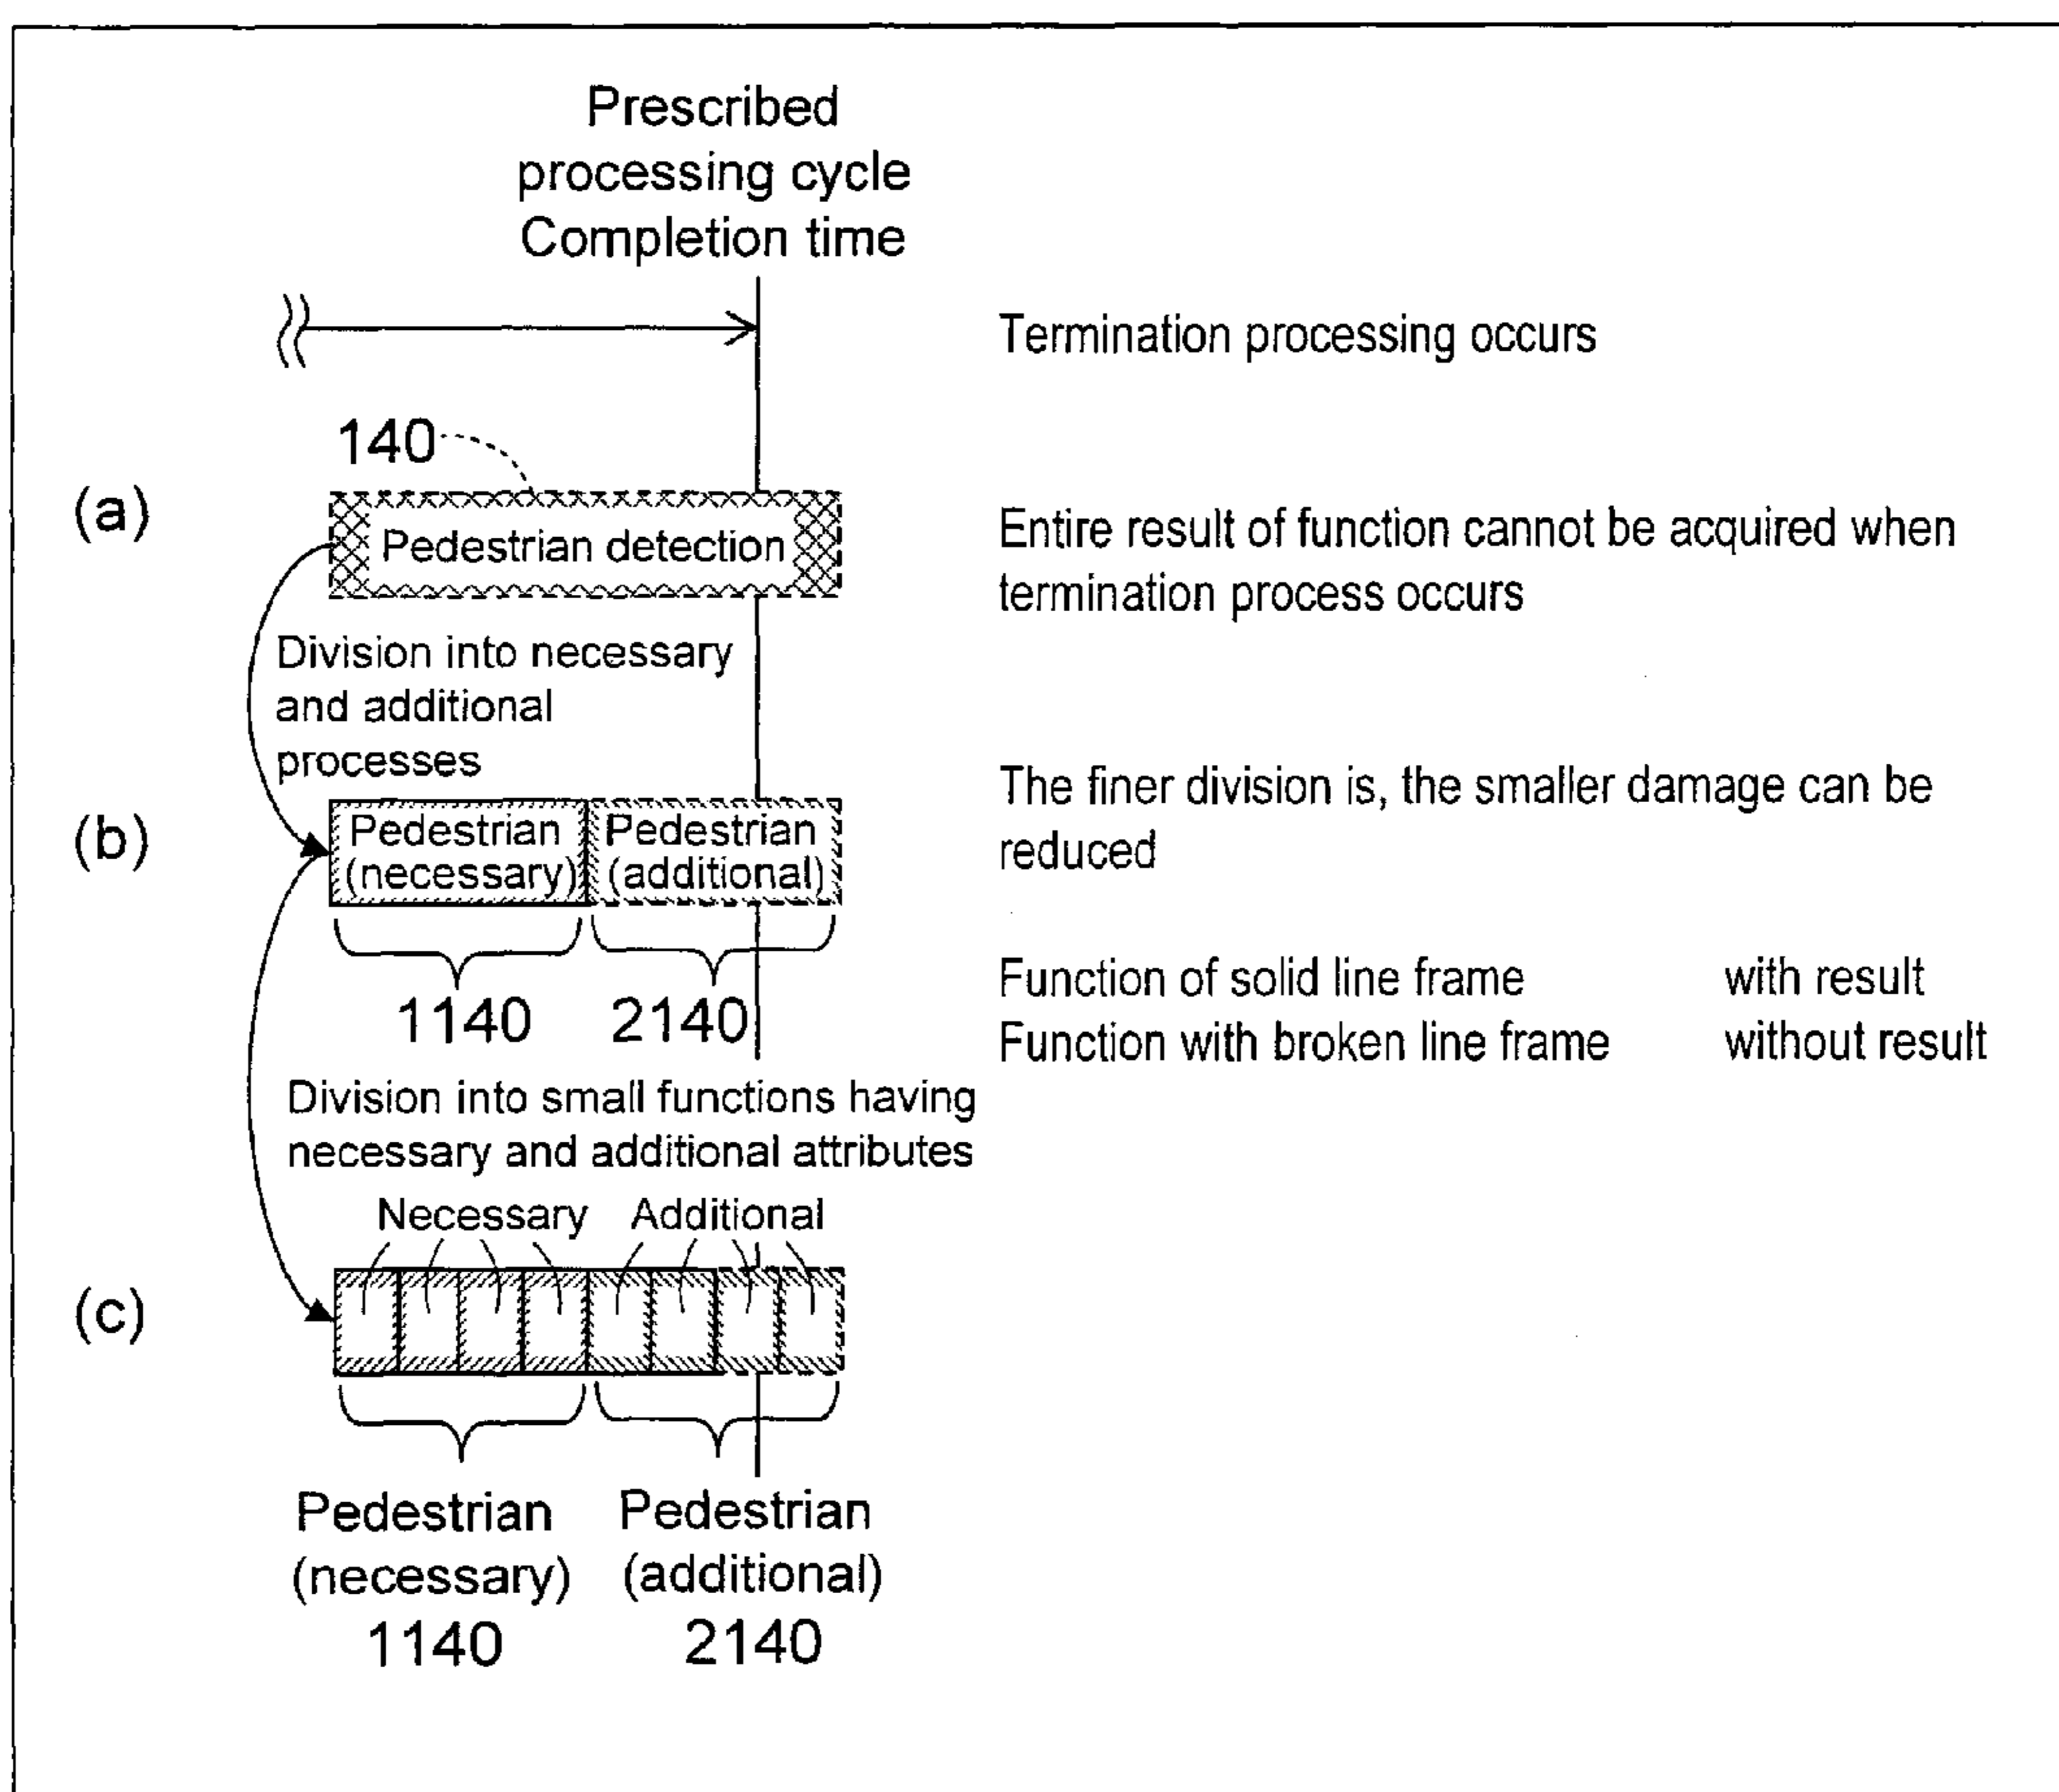 Prescribed
processing cycle
Completion time
Termination processing occurs
140
(a)
Pedestrian detection
Entire result of function cannot be acquired when
termination process occurs
Division into necessary
and additional
processes
The finer division is, the smaller damage can be
reduced
(b)
Pedestrian
(necessary)
Pedestrian
(additional)
1140
2140
Function of solid line frame with result
Function with broken line frame without result
Division into small functions having
necessary and additional attributes
Necessary
Additional
(c)
Pedestrian
(necessary)
1140
Pedestrian
(additional)
2140